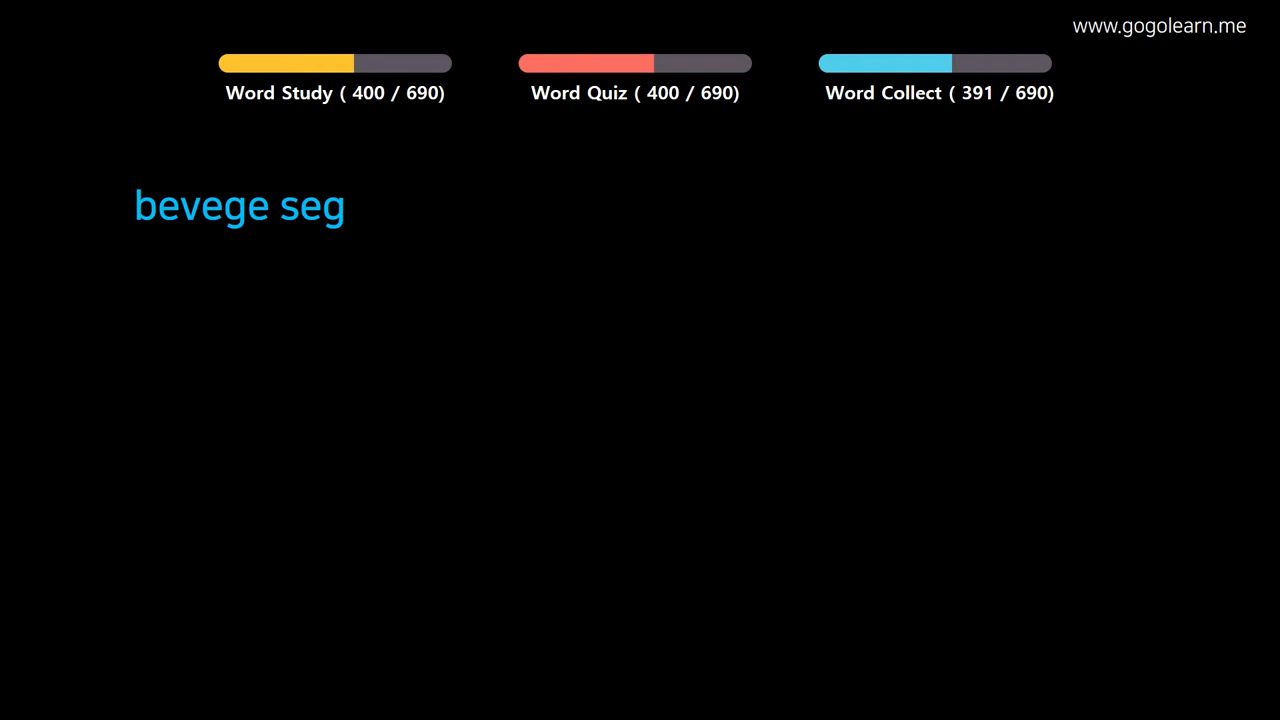 www.gogolearn.me
Word Study ( 400 / 690)
Word Quiz ( 400 / 690)
Word Collect ( 391 / 690)
bevege seg